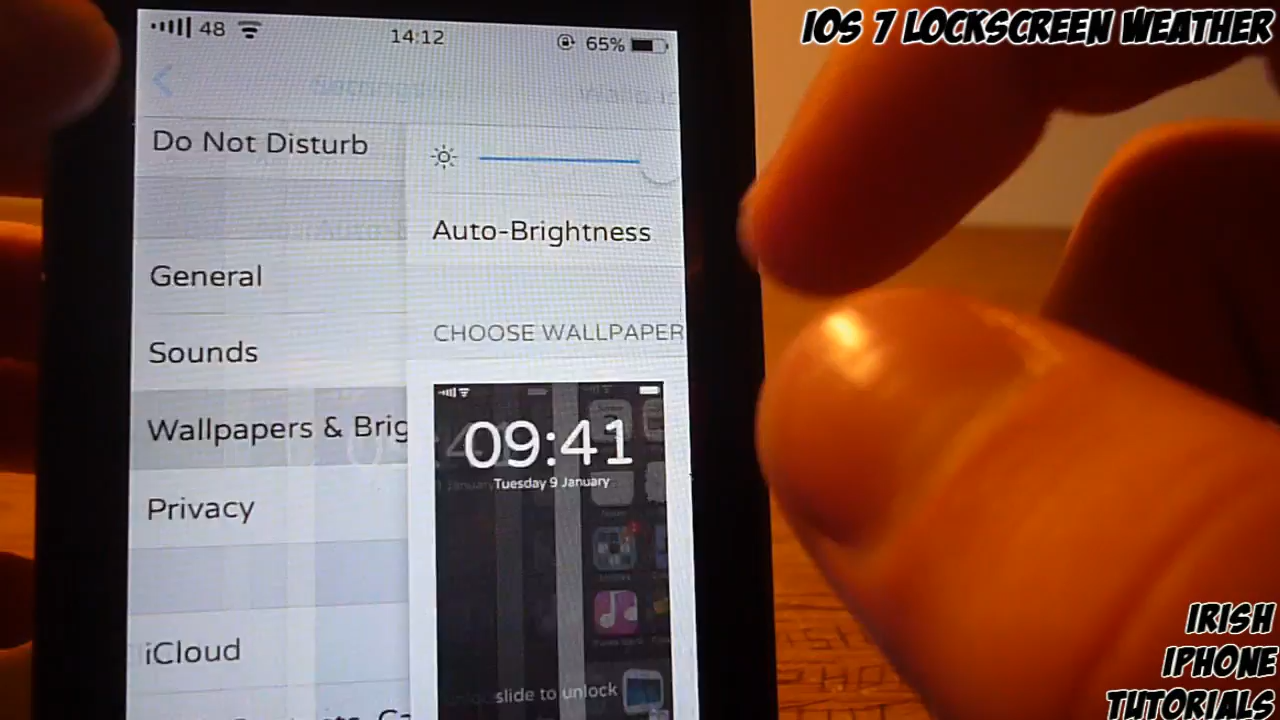 IOS 7 LOCKSCREEN WEATHER
48
14:12
65%
Settings
Do Not Disturb
General
Sounds
Wallpapers & Brig
Privacy
iCloud
Auto-Brightness
CHOOSE WALLPAPER
09:41
Tuesday 9 January
slide to unlock
IRISH
IPHONE
TUTORIALS